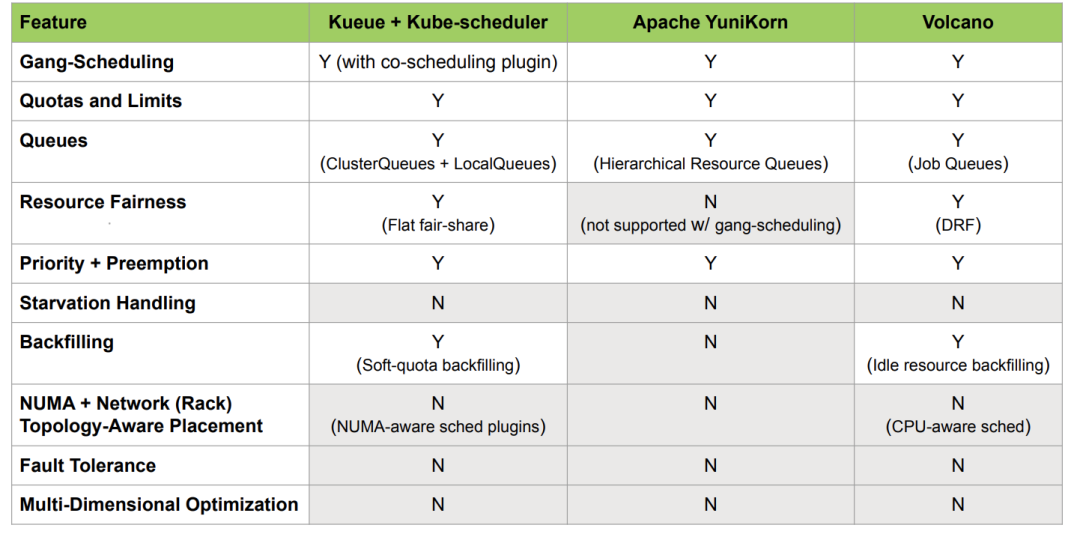 Feature Kueue + Kube-scheduler Apache YuniKorn Volcano
Gang-Scheduling Y (with co-scheduling plugin) Y Y
Quotas and Limits Y Y Y
Queues Y Y Y
(ClusterQueues + LocalQueues) (Hierarchical Resource Queues) (Job Queues)
Resource Fairness Y N Y
(Flat fair-share) (not supported w/ gang-scheduling) (DRF)
Priority + Preemption Y Y Y
Starvation Handling N N N
Backfilling Y N Y
(Soft-quota backfilling) (Idle resource backfilling)
NUMA + Network (Rack) N N N
Topology-Aware Placement (NUMA-aware sched plugins) (CPU-aware sched)
Fault Tolerance N N N
Multi-Dimensional Optimization N N N